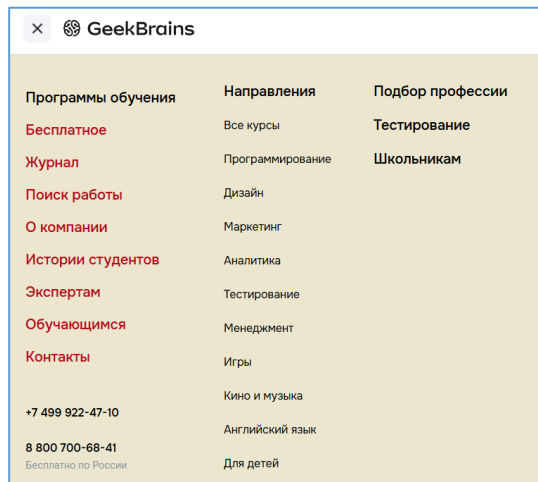 GeekBrains
Программы обучения
Бесплатное
Журнал
Поиск работы
О компании
Истории студентов
Экспертам
Обучающимся
Контакты
+7 499 922-47-10
8 800 700-68-41
Бесплатно по России
Направления
Все курсы
Программирование
Дизайн
Маркетинг
Аналитика
Тестирование
Менеджмент
Игры
Кино и музыка
Английский язык
Для детей
Подбор профессии
Тестирование
Школьникам